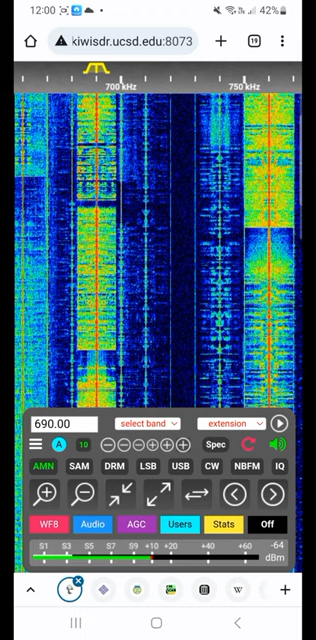 12:00 42%
kiwisdr.ucsd.edu:8073 19
700 kHz 750 kHz
690.00 select band extension
A 10 Spec
AMN SAM DRM LSB USB CW NBFM IQ
WF8 Audio AGC Users Stats Off
S1 S3 S5 S7 S9 +10 +20 +40 +60 -64
dBm
W